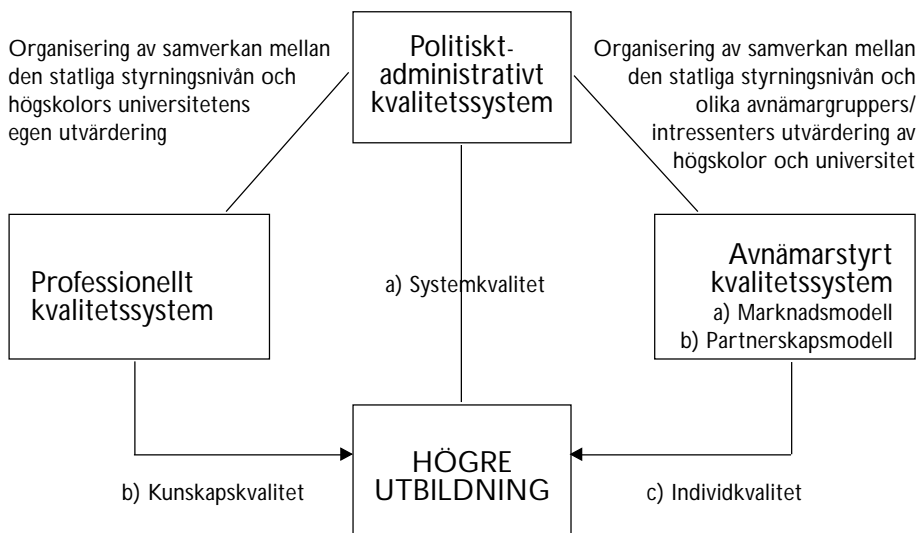 Organisering av samverkan mellan
den statliga styrningsnivån och
högskolors universitetens
egen utvärdering
Politiskt-
administrativt
kvalitetssystem
Organisering av samverkan mellan
den statliga styrningsnivån och
olika avnämargruppers/
intressenters utvärdering av
högskolor och universitet
Professionellt
kvalitetssystem
a) Systemkvalitet
Avnämarstyrt
kvalitetssystem
a) Marknadsmodell
b) Partnerskapsmodell
b) Kunskapskvalitet
HÖGRE
UTBILDNING
c) Individkvalitet